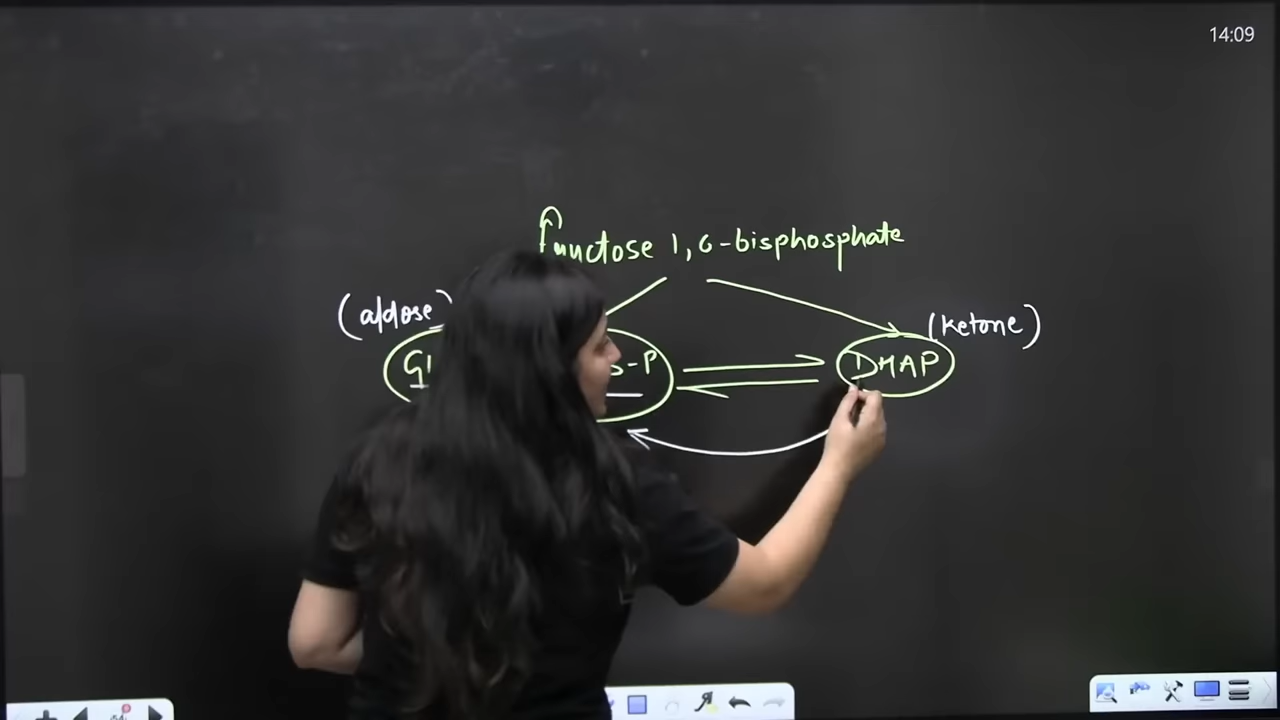 14:09
fructose 1,6-bisphosphate
(aldose)
(ketone)
DHAP